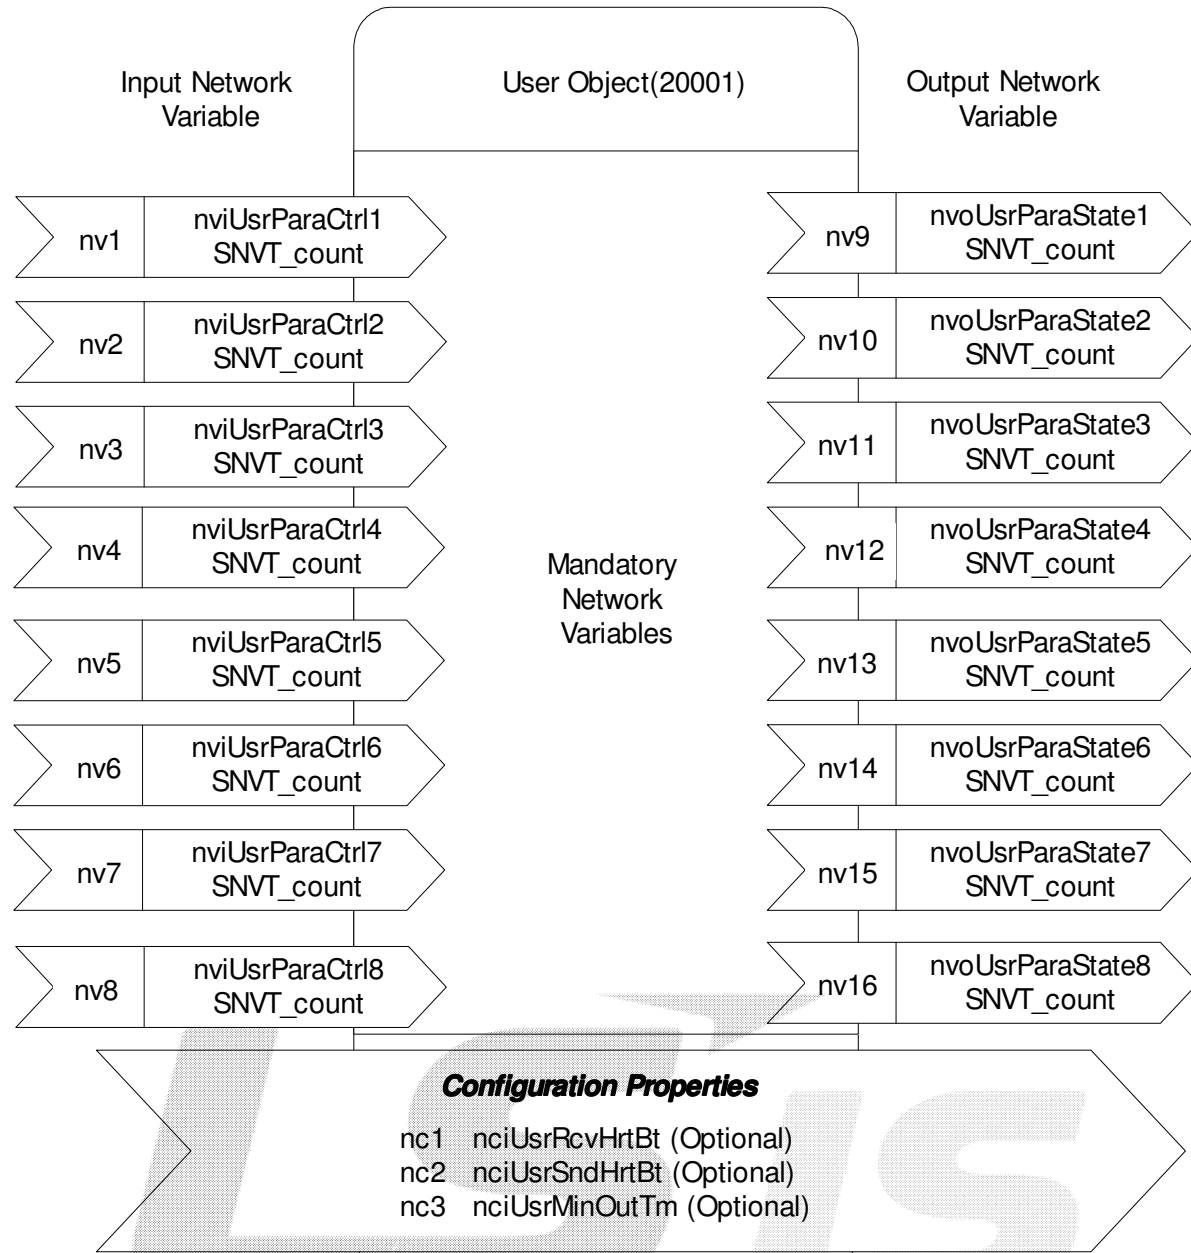 Input Network
Variable
User Object(20001)
Output Network
Variable
nv1
nviUsrParaCtrl1
SNVT_count
nv2
nviUsrParaCtrl2
SNVT_count
nv3
nviUsrParaCtrl3
SNVT_count
nv4
nviUsrParaCtrl4
SNVT_count
nv5
nviUsrParaCtrl5
SNVT_count
nv6
nviUsrParaCtrl6
SNVT_count
nv7
nviUsrParaCtrl7
SNVT_count
nv8
nviUsrParaCtrl8
SNVT_count
Mandatory
Network
Variables
nv9
nvoUsrParaState1
SNVT_count
nv10
nvoUsrParaState2
SNVT_count
nv11
nvoUsrParaState3
SNVT_count
nv12
nvoUsrParaState4
SNVT_count
nv13
nvoUsrParaState5
SNVT_count
nv14
nvoUsrParaState6
SNVT_count
nv15
nvoUsrParaState7
SNVT_count
nv16
nvoUsrParaState8
SNVT_count
Configuration Properties
nc1 nciUsrRcvHrtBt (Optional)
nc2 nciUsrSndHrtBt (Optional)
nc3 nciUsrMinOutTm (Optional)
LSis